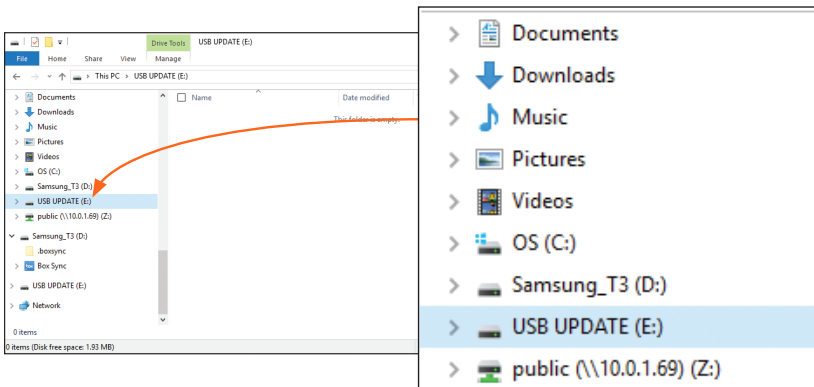 Drive Tools USB UPDATE (E:)
File Home Share View Manage
This PC › USB UPDATE (E:)
Documents
Downloads
Music
Pictures
Videos
OS (C:)
Samsung_T3 (D:)
USB UPDATE (E:)
public (\\10.0.1.69) (Z:)
Samsung_T3 (D:)
.boxsync
Box Sync
USB UPDATE (E:)
Network
Name Date modified
This folder is empty.
0 items
0 items (Disk free space: 1.93 MB)
Documents
Downloads
Music
Pictures
Videos
OS (C:)
Samsung_T3 (D:)
USB UPDATE (E:)
public (\\10.0.1.69) (Z:)